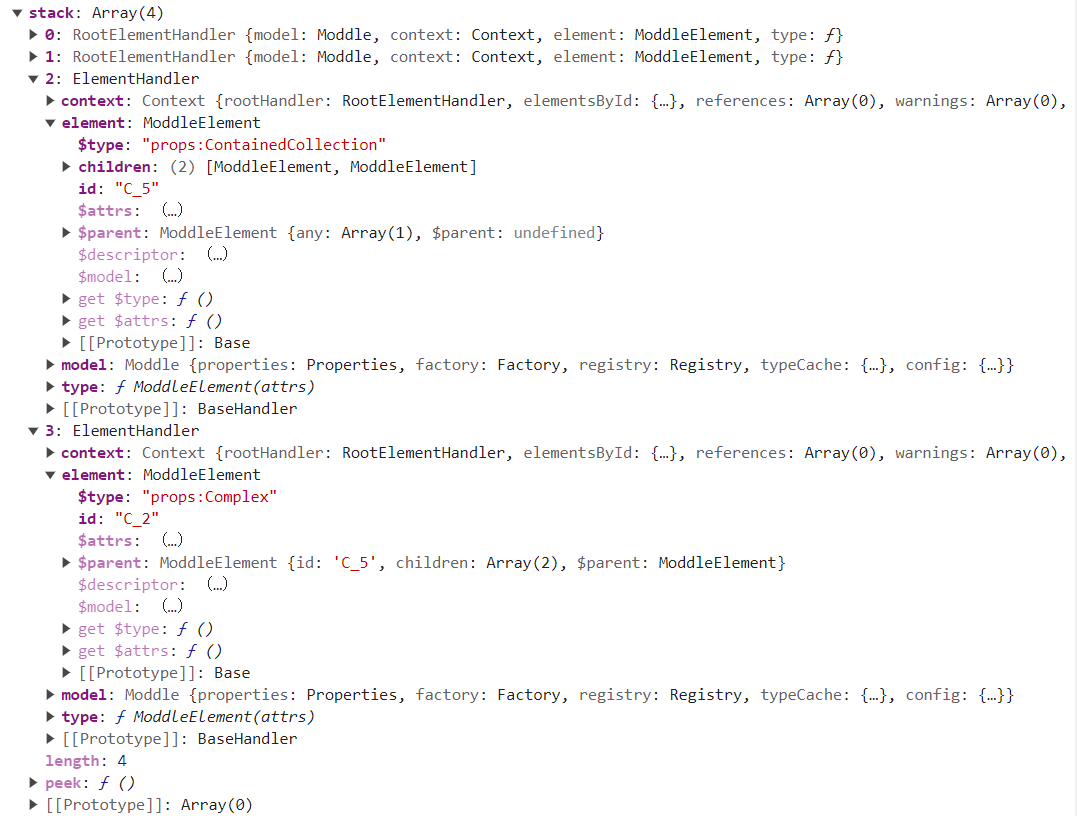 ▼ stack: Array(4)
▶ 0: RootElementHandler {model: Moddle, context: Context, element: ModdleElement, type: ƒ}
▶ 1: RootElementHandler {model: Moddle, context: Context, element: ModdleElement, type: ƒ}
▼ 2: ElementHandler
▶ context: Context {rootHandler: RootElementHandler, elementsById: {…}, references: Array(0), warnings: Array(0),
▼ element: ModdleElement
$type: "props:ContainedCollection"
▶ children: (2) [ModdleElement, ModdleElement]
id: "C_5"
$attrs: (…)
▶ $parent: ModdleElement {any: Array(1), $parent: undefined}
$descriptor: (…)
$model: (…)
▶ get $type: ƒ ()
▶ get $attrs: ƒ ()
▶ [[Prototype]]: Base
▶ model: Moddle {properties: Properties, factory: Factory, registry: Registry, typeCache: {…}, config: {…}}
▶ type: ƒ ModdleElement(attrs)
▶ [[Prototype]]: BaseHandler
▼ 3: ElementHandler
▶ context: Context {rootHandler: RootElementHandler, elementsById: {…}, references: Array(0), warnings: Array(0),
▼ element: ModdleElement
$type: "props:Complex"
id: "C_2"
$attrs: (…)
▶ $parent: ModdleElement {id: 'C_5', children: Array(2), $parent: ModdleElement}
$descriptor: (…)
$model: (…)
▶ get $type: ƒ ()
▶ get $attrs: ƒ ()
▶ [[Prototype]]: Base
▶ model: Moddle {properties: Properties, factory: Factory, registry: Registry, typeCache: {…}, config: {…}}
▶ type: ƒ ModdleElement(attrs)
▶ [[Prototype]]: BaseHandler
length: 4
▶ peek: ƒ ()
▶ [[Prototype]]: Array(0)